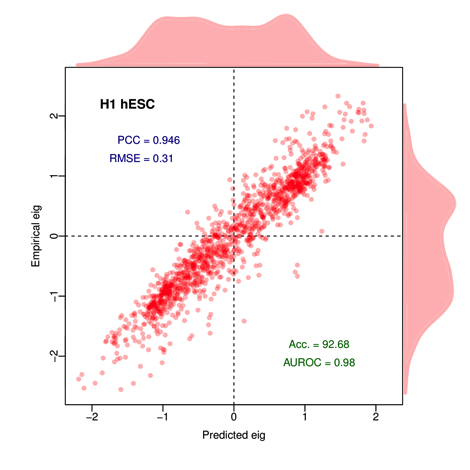 H1 hESC
PCC = 0.946
RMSE = 0.31
Acc. = 92.68
AUROC = 0.98
Empirical eig
2
1
0
−1
−2
−2 −1 0 1 2
Predicted eig